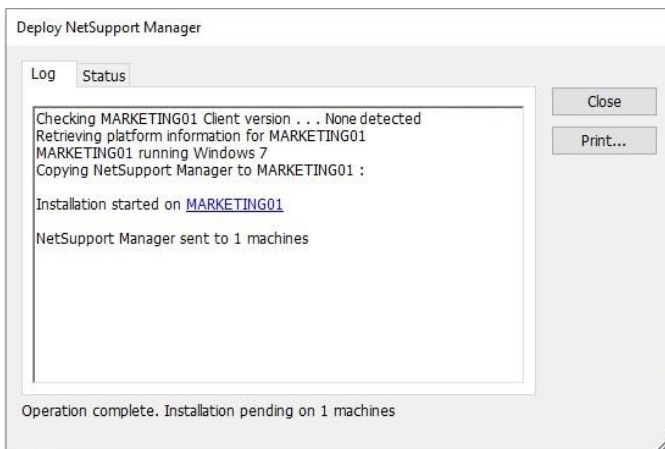 Deploy NetSupport Manager
Log
Status
Close
Print...
Checking MARKETING01 Client version . . . None detected
Retrieving platform information for MARKETING01
MARKETING01 running Windows 7
Copying NetSupport Manager to MARKETING01 :
Installation started on MARKETING01
NetSupport Manager sent to 1 machines
Operation complete. Installation pending on 1 machines